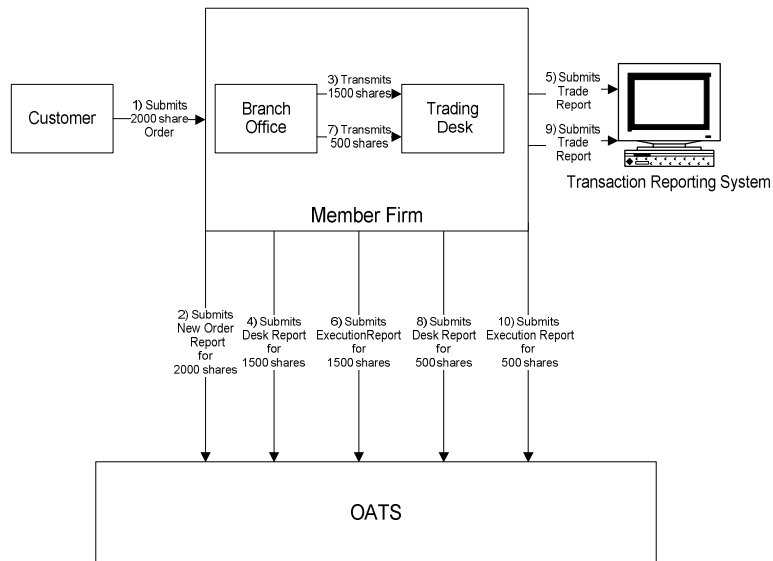 Customer
1) Submits
2000 share
Order
Branch
Office
3) Transmits
1500 shares
7) Transmits
500 shares
Trading
Desk
5) Submits
Trade
Report
9) Submits
Trade
Report
Transaction Reporting System
Member Firm
2) Submits
New Order
Report
for
2000 shares
4) Submits
Desk Report
for
1500 shares
6) Submits
ExecutionReport
for
1500 shares
8) Submits
Desk Report
for
500 shares
10) Submits
Execution Report
for
500 shares
OATS